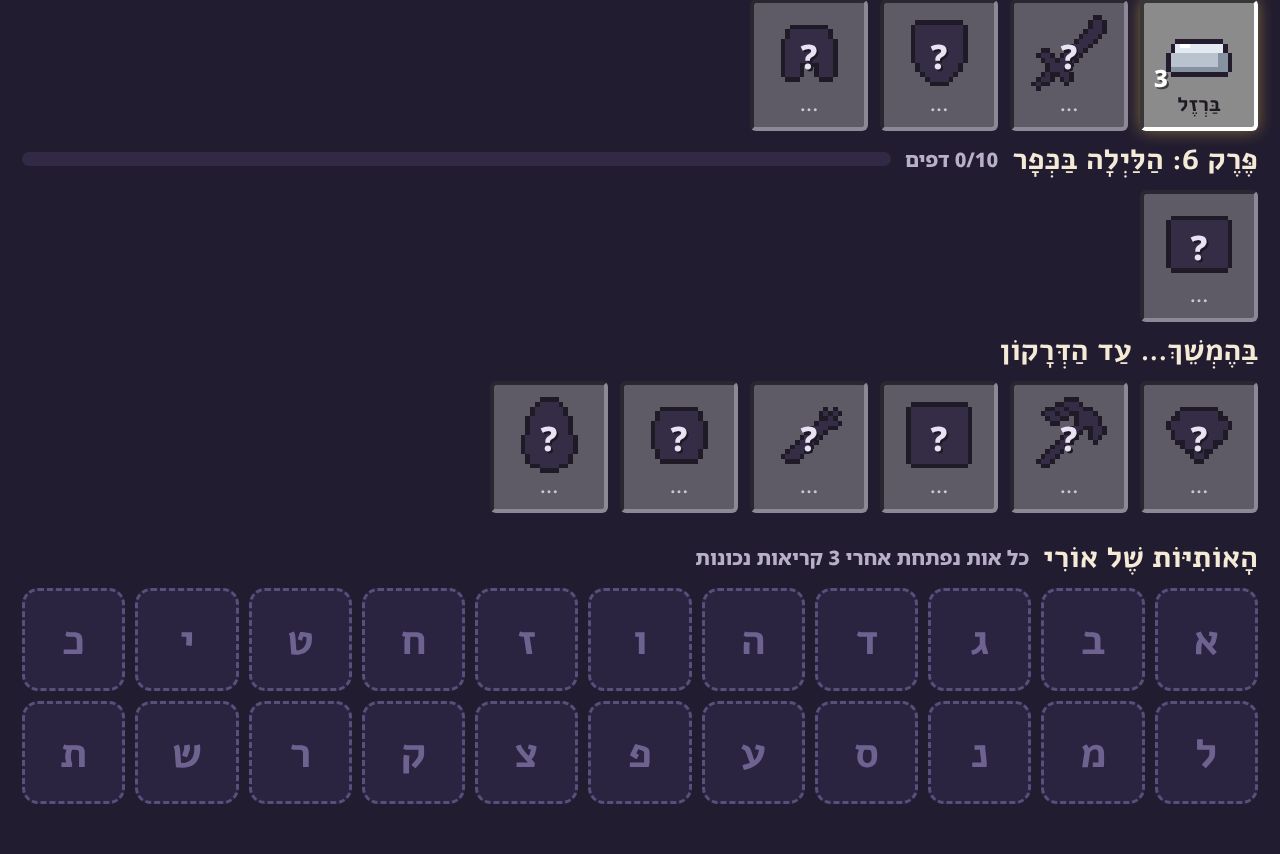 ? ? ?
3
בַּרְזֶל ... ... ...
פֶּרֶק 6: הַלַּיְלָה בַּכְּפָר 0/10 דפים
?
...
בַּהֶמְשֵׁךְ... עַד הַדְּרָקוֹן
? ? ? ? ? ?
... ... ... ... ... ...
הָאוֹתִיּוֹת שֶׁל אוֹרִי כל אות נפתחת אחרי 3 קריאות נכונות
א ב ג ד ה ו ז ח ט י כ
ל מ נ ס ע פ צ ק ר ש ת